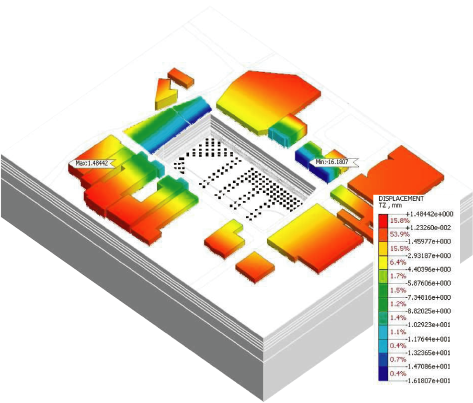 Max:1.48442
Min:-16.1807
DISPLACEMENT
TZ , mm
+1.48442e+000
15.8%
+1.23260e-002
53.9%
-1.45977e+000
15.5%
-2.93187e+000
6.4%
-4.40396e+000
1.7%
-5.87606e+000
1.5%
-7.34816e+000
1.2%
-8.82025e+000
1.4%
-1.02923e+001
1.1%
-1.17644e+001
0.4%
-1.32365e+001
0.7%
-1.47086e+001
0.4%
-1.61807e+001